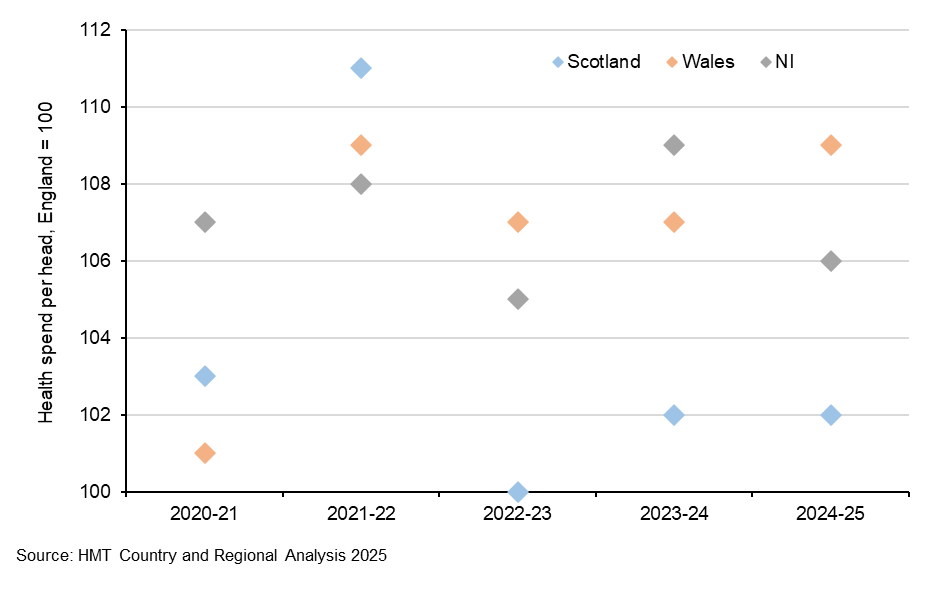 112
Scotland Wales NI
110
108
106
104
102
100
Health spend per head, England = 100
2020-21 2021-22 2022-23 2023-24 2024-25
Source: HMT Country and Regional Analysis 2025